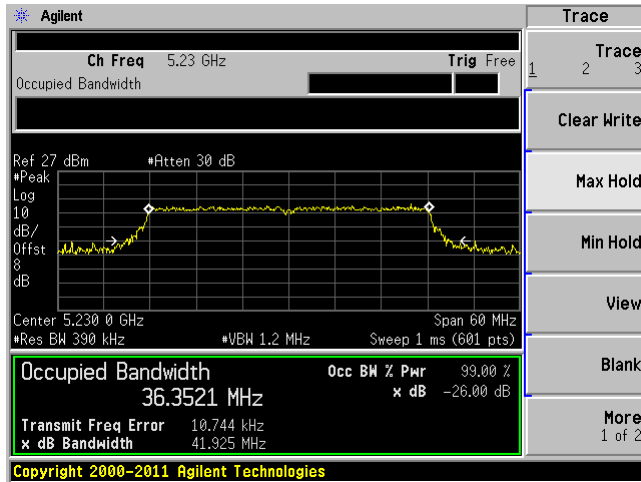 Agilent
Trace
Ch Freq 5.23 GHz Trig Free
Occupied Bandwidth
Trace
1 2 3
Clear Write
Max Hold
Min Hold
View
Blank
More
1 of 2
Ref 27 dBm #Atten 30 dB
#Peak
Log
10
dB/
Offst
8
dB
Center 5.230 0 GHz Span 60 MHz
#Res BW 390 kHz #VBW 1.2 MHz Sweep 1 ms (601 pts)
Occupied Bandwidth Occ BW % Pwr 99.00 %
36.3521 MHz x dB -26.00 dB
Transmit Freq Error 10.744 kHz
x dB Bandwidth 41.925 MHz
Copyright 2000-2011 Agilent Technologies